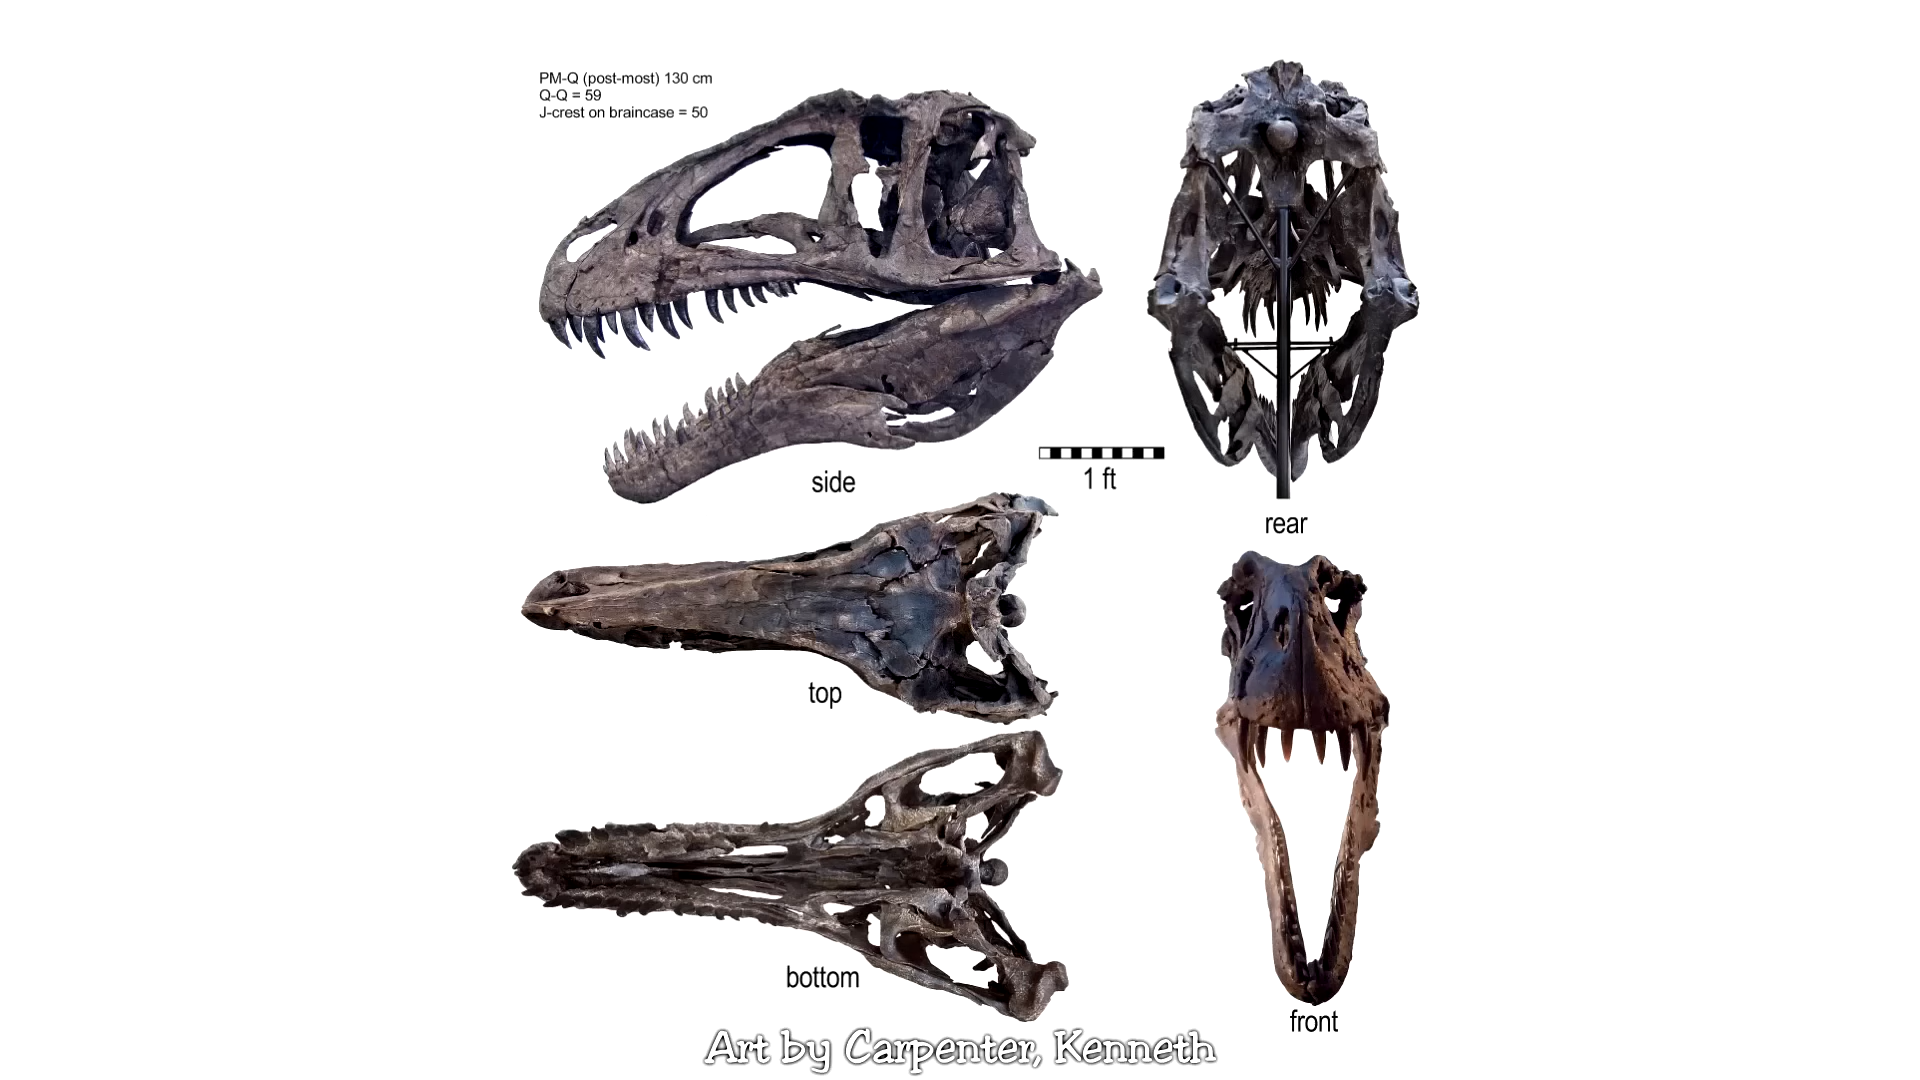 PM-Q (post-most) 130 cm
Q-Q = 59
J-crest on braincase = 50
side
1 ft
rear
top
bottom
front
Art by Carpenter, Kenneth